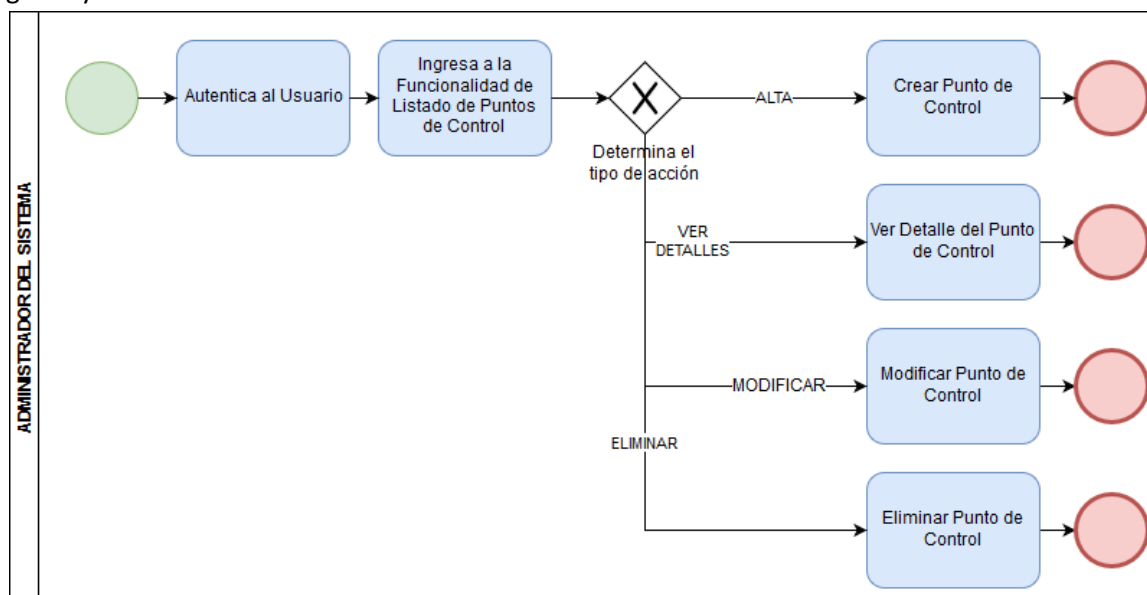 ADMINISTRADOR DEL SISTEMA
Autentica al Usuario
Ingresa a la
Funcionalidad de
Listado de Puntos
de Control
Determina el
tipo de acción
ALTA
Crear Punto de
Control
VER
DETALLES
Ver Detalle del Punto
de Control
MODIFICAR
Modificar Punto de
Control
ELIMINAR
Eliminar Punto de
Control